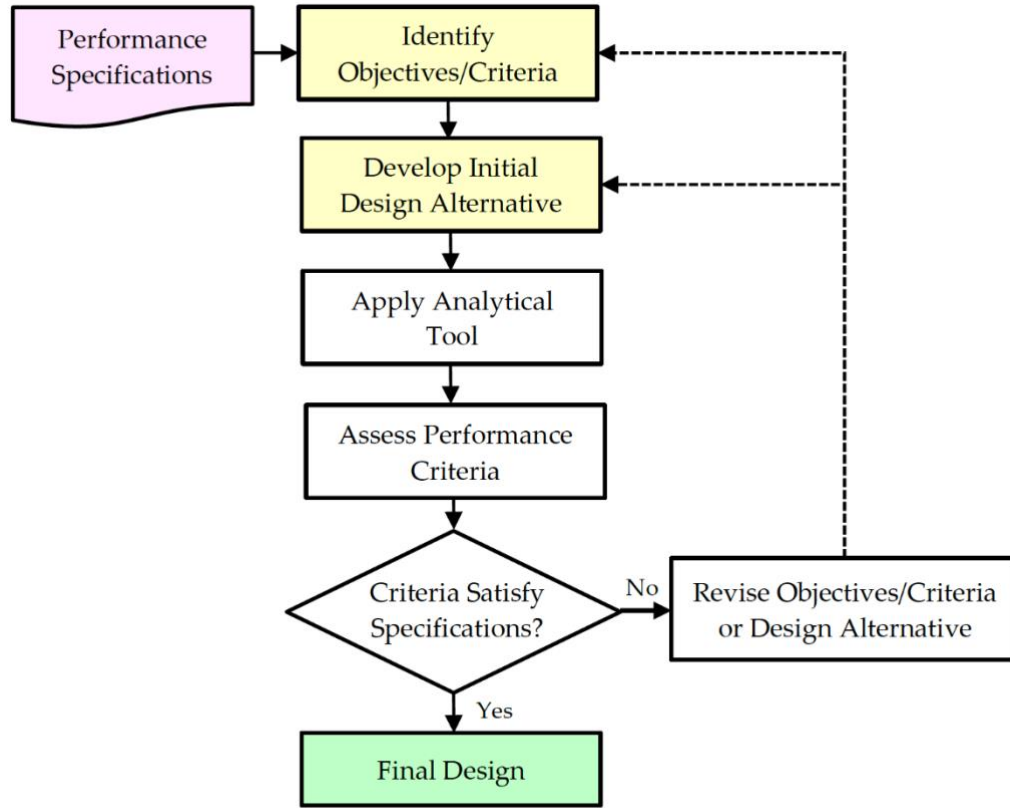 Performance
Specifications
Identify
Objectives/Criteria
Develop Initial
Design Alternative
Apply Analytical
Tool
Assess Performance
Criteria
Criteria Satisfy
Specifications?
No
Revise Objectives/Criteria
or Design Alternative
Yes
Final Design